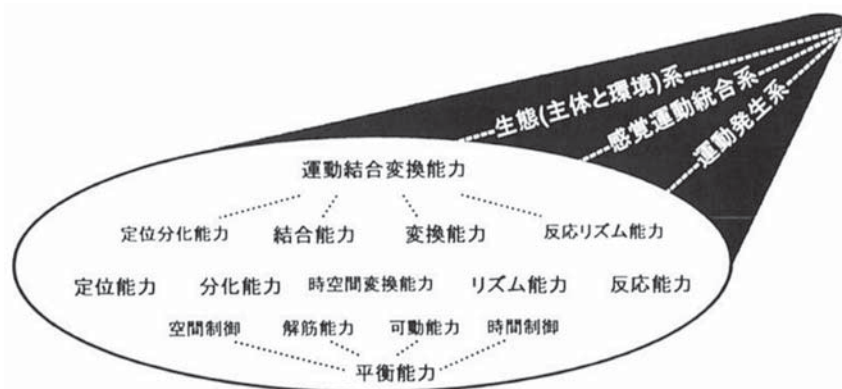 生態(主体と環境)系
感覚運動統合系
運動発生系
運動結合変換能力
定位分化能力 結合能力 変換能力 反応リズム能力
定位能力 分化能力 時空間変換能力 リズム能力 反応能力
空間制御 解筋能力 可動能力 時間制御
平衡能力